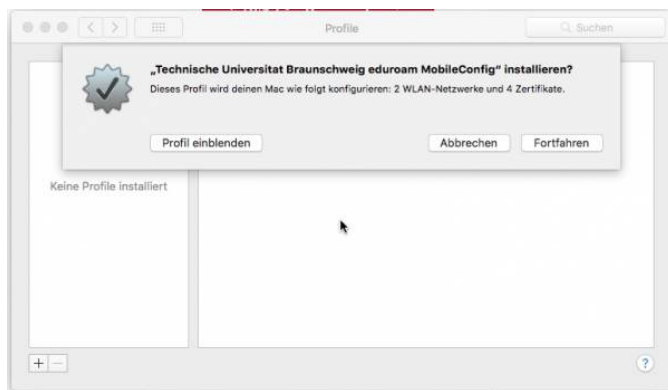 Profile
Suchen
„Technische Universitat Braunschweig eduroam MobileConfig" installieren?
Dieses Profil wird deinen Mac wie folgt konfigurieren: 2 WLAN-Netzwerke und 4 Zertifikate.
Profil einblenden
Abbrechen
Fortfahren
Keine Profile installiert
+ −
?